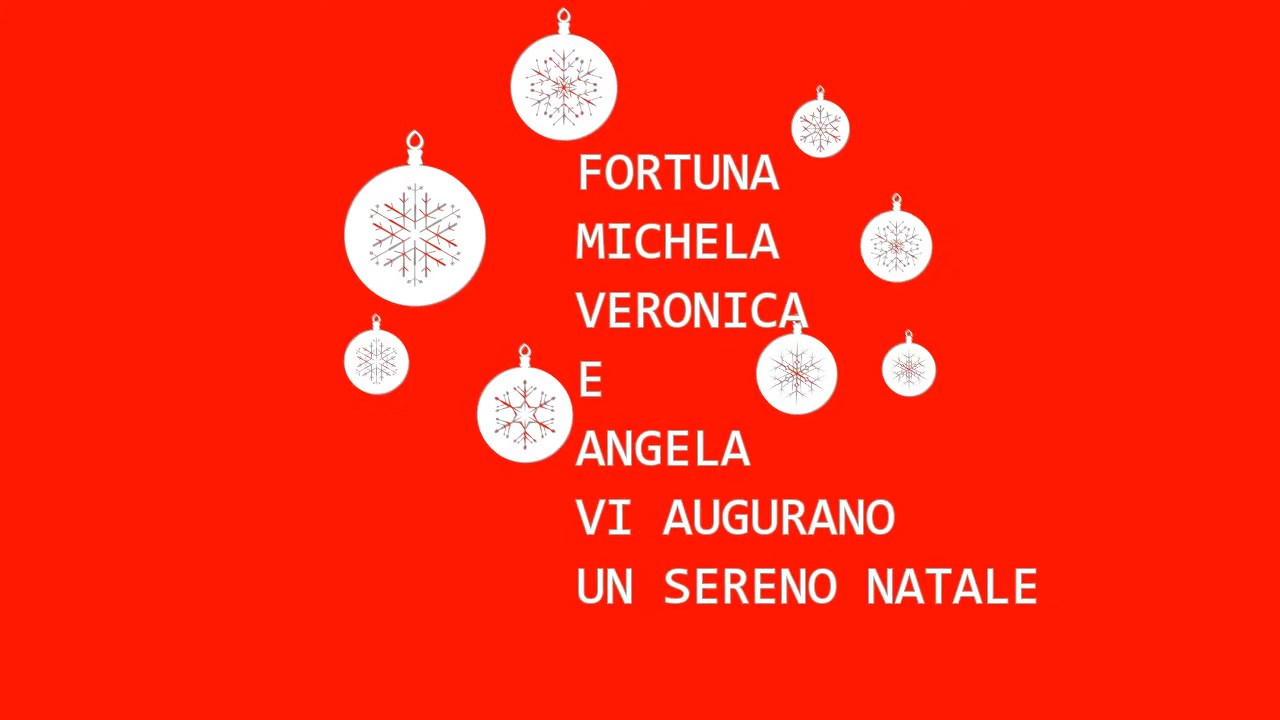 FORTUNA
MICHELA
VERONICA
E
ANGELA
VI AUGURANO
UN SERENO NATALE